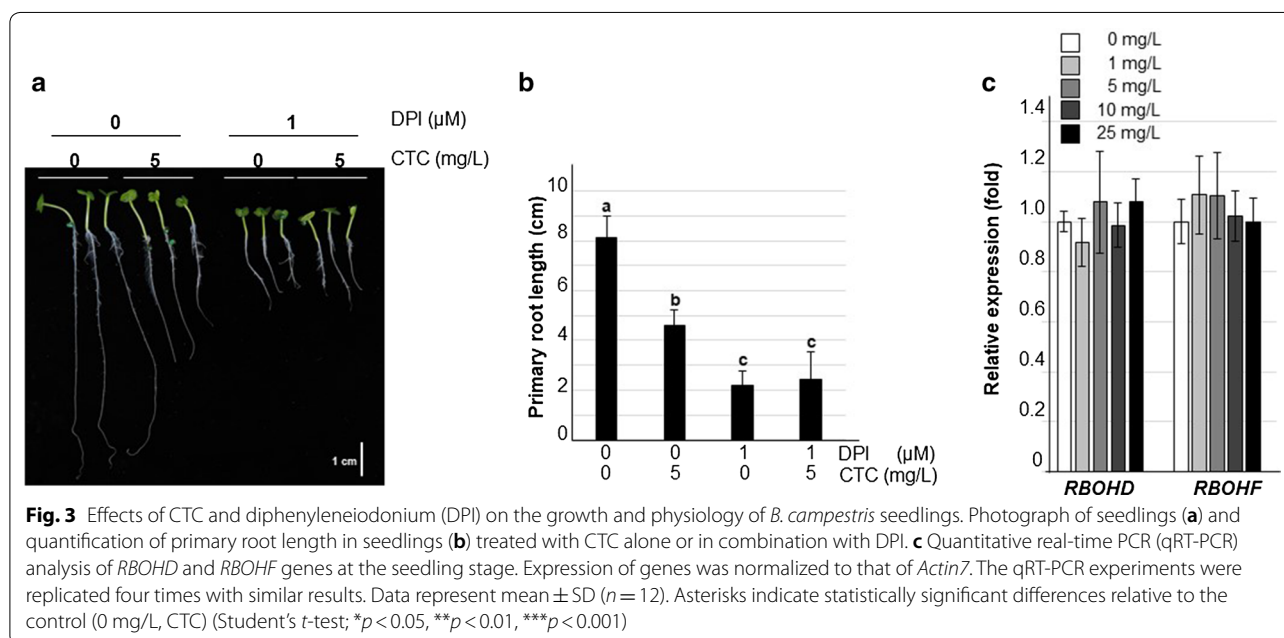 a
0 1 DPI (µM)
0 5 0 5 CTC (mg/L)
1 cm
b
Primary root length (cm)
10
8
6
4
2
0
a
b
c
c
0 0 1 1 DPI (µM)
0 5 0 5 CTC (mg/L)
c
0 mg/L
1 mg/L
5 mg/L
10 mg/L
25 mg/L
Relative expression (fold)
1.4
1.2
1.0
0.8
0.6
0.4
0.2
0
RBOHD RBOHF
Fig. 3 Effects of CTC and diphenyleneiodonium (DPI) on the growth and physiology of B. campestris seedlings. Photograph of seedlings (a) and
quantification of primary root length in seedlings (b) treated with CTC alone or in combination with DPI. c Quantitative real-time PCR (qRT-PCR)
analysis of RBOHD and RBOHF genes at the seedling stage. Expression of genes was normalized to that of Actin7. The qRT-PCR experiments were
replicated four times with similar results. Data represent mean ± SD (n = 12). Asterisks indicate statistically significant differences relative to the
control (0 mg/L, CTC) (Student's t-test; *p < 0.05, **p < 0.01, ***p < 0.001)